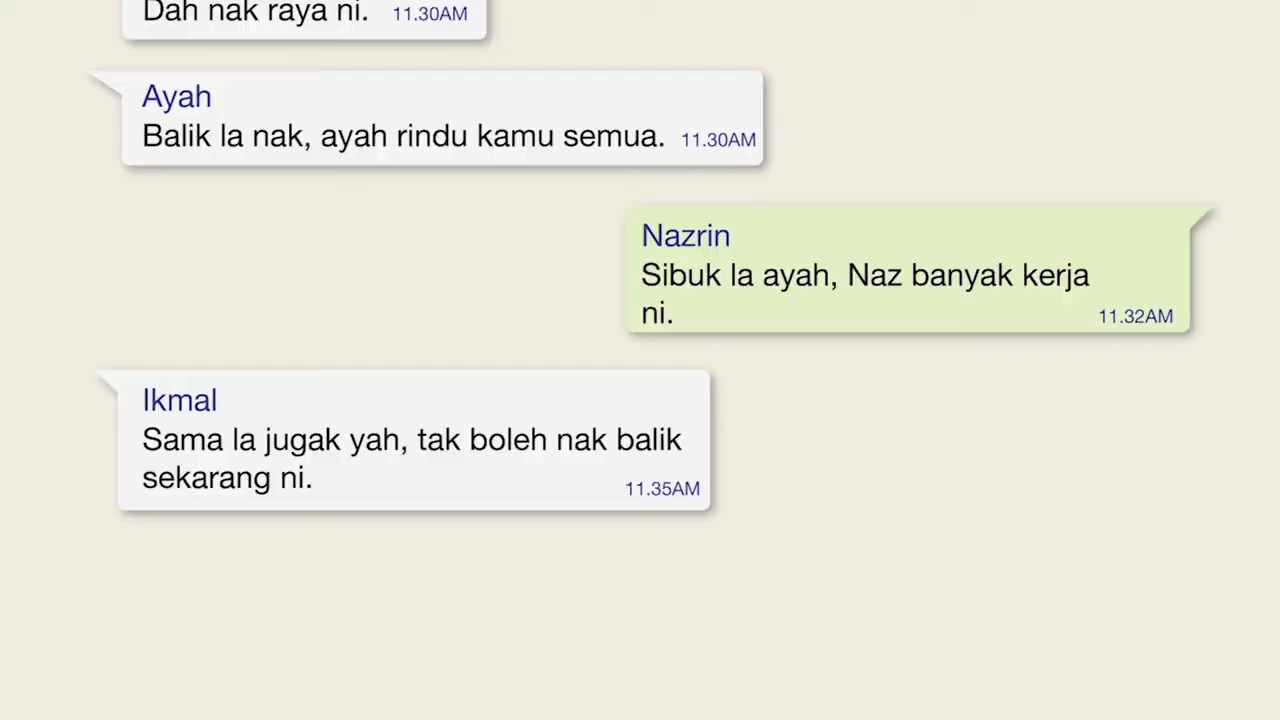 Dah nak raya ni. 11.30AM
Ayah
Balik la nak, ayah rindu kamu semua. 11.30AM
Nazrin
Sibuk la ayah, Naz banyak kerja
ni. 11.32AM
Ikmal
Sama la jugak yah, tak boleh nak balik
sekarang ni. 11.35AM